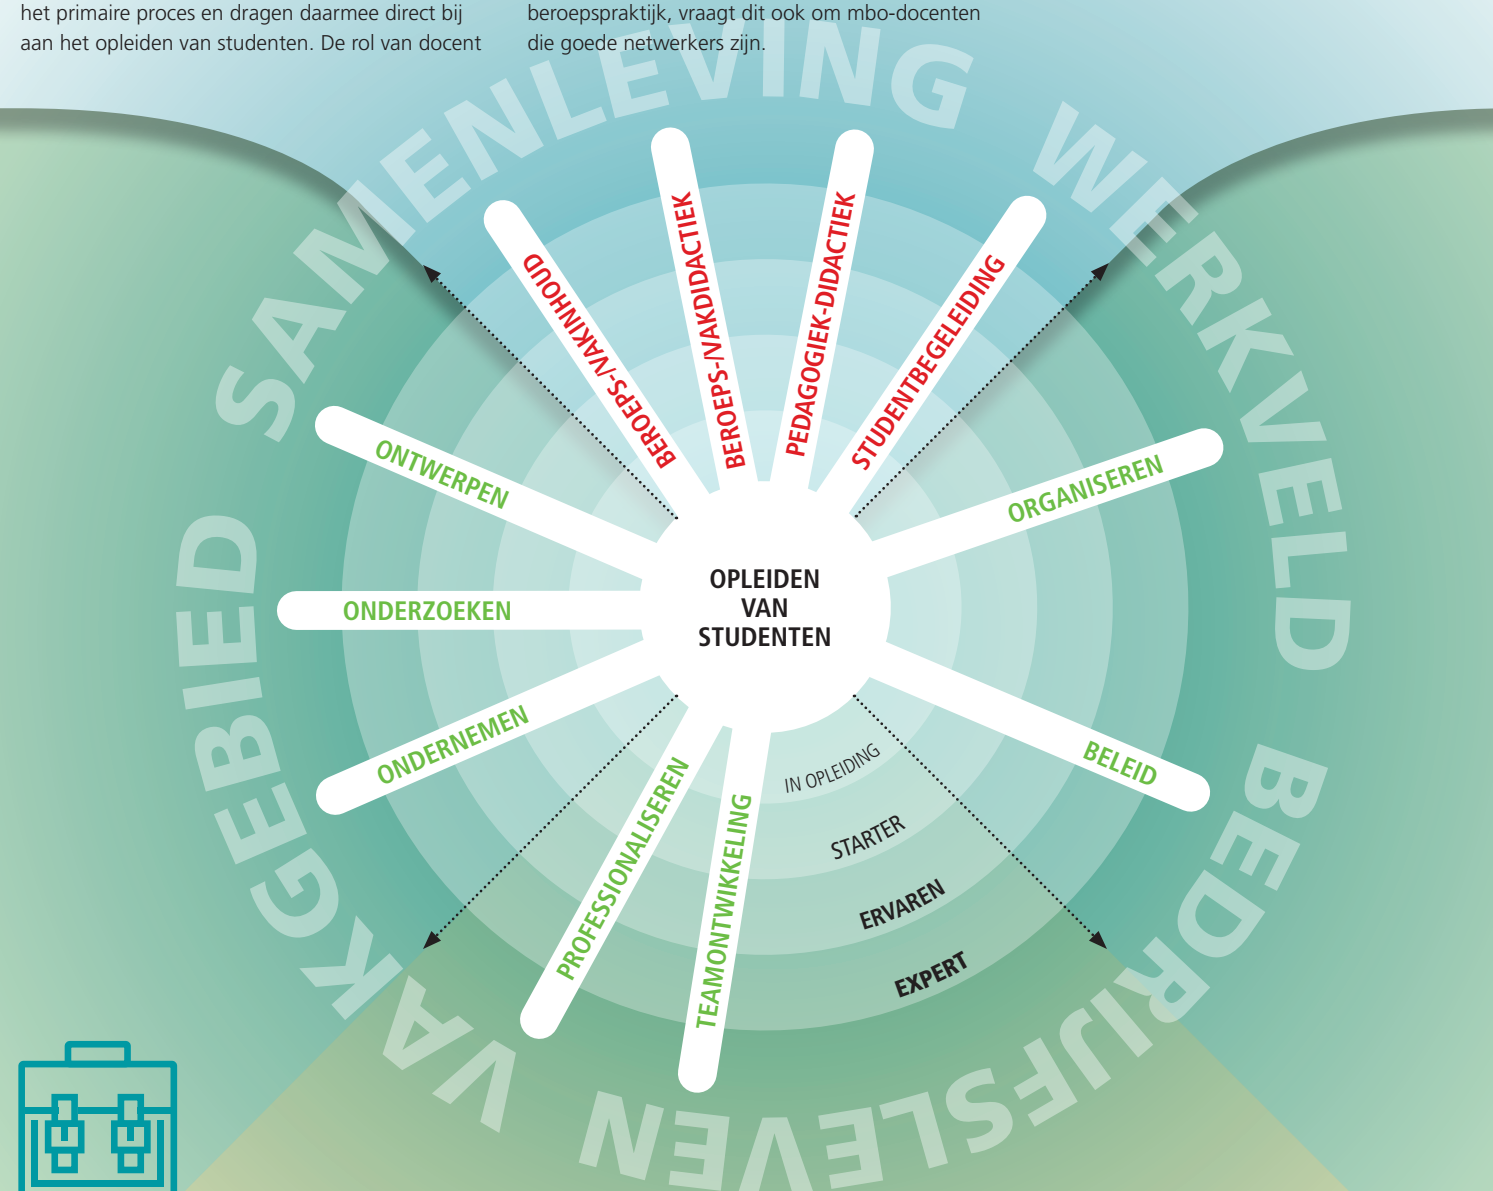 het primaire proces en dragen daarmee direct bij
aan het opleiden van studenten. De rol van docent
beroepspraktijk, vraagt dit ook om mbo-docenten
die goede netwerkers zijn.
SAMENLEVING
WERKVELD
BEDRIJFSLEVEN
VAKGEBIED
BEROEPS-/VAKINHOUD
BEROEPS-/VAKDIDACTIEK
PEDAGOGIEK-DIDACTIEK
STUDENTBEGELEIDING
ORGANISEREN
BELEID
TEAMONTWIKKELING
PROFESSIONALISEREN
ONDERNEMEN
ONDERZOEKEN
ONTWERPEN
OPLEIDEN
VAN
STUDENTEN
IN OPLEIDING
STARTER
ERVAREN
EXPERT